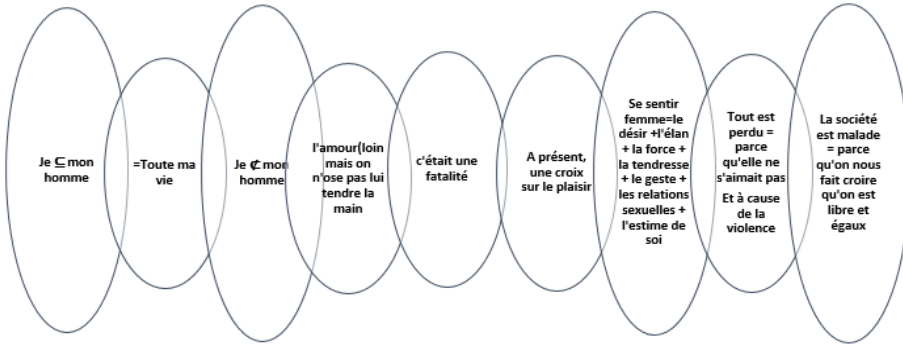 Je ⊆ mon
homme
=Toute ma
vie
Je ⊄ mon
homme
l'amour(loin
mais on
n'ose pas lui
tendre la
main
c'était une
fatalité
A présent,
une croix
sur le plaisir
Se sentir
femme=le
désir +l'élan
+ la force +
la tendresse
+ le geste +
les relations
sexuelles +
l'estime de
soi
Tout est
perdu =
parce
qu'elle ne
s'aimait pas
Et à cause
de la
violence
La société
est malade
= parce
qu'on nous
fait croire
qu'on est
libre et
égaux